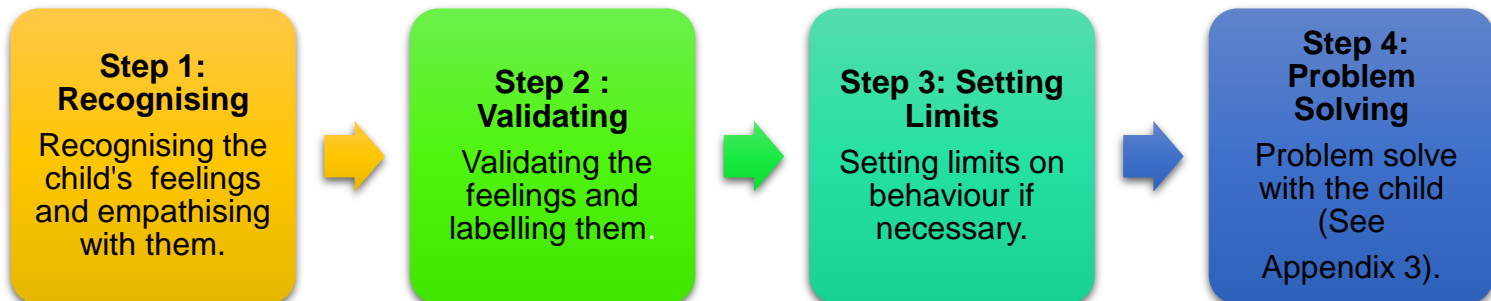 Step 1:
Recognising
Recognising the
child's feelings
and empathising
with them.
Step 2 :
Validating
Validating the
feelings and
labelling them.
Step 3: Setting
Limits
Setting limits on
behaviour if
necessary.
Step 4:
Problem
Solving
Problem solve
with the child
(See
Appendix 3).